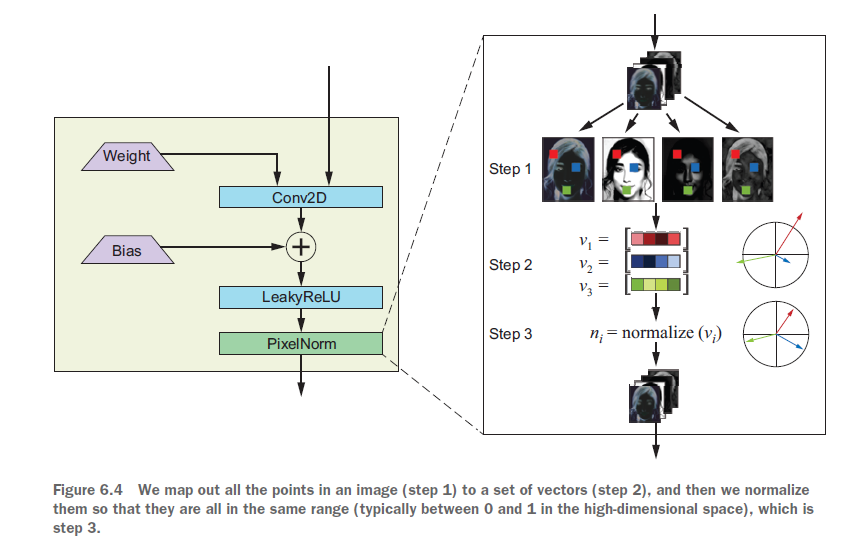 Weight
Conv2D
Bias
+
LeakyReLU
PixelNorm
Step 1
Step 2
v1 =
v2 =
v3 =
Step 3
ni = normalize (vi)
Figure 6.4 We map out all the points in an image (step 1) to a set of vectors (step 2), and then we normalize
them so that they are all in the same range (typically between 0 and 1 in the high-dimensional space), which is
step 3.